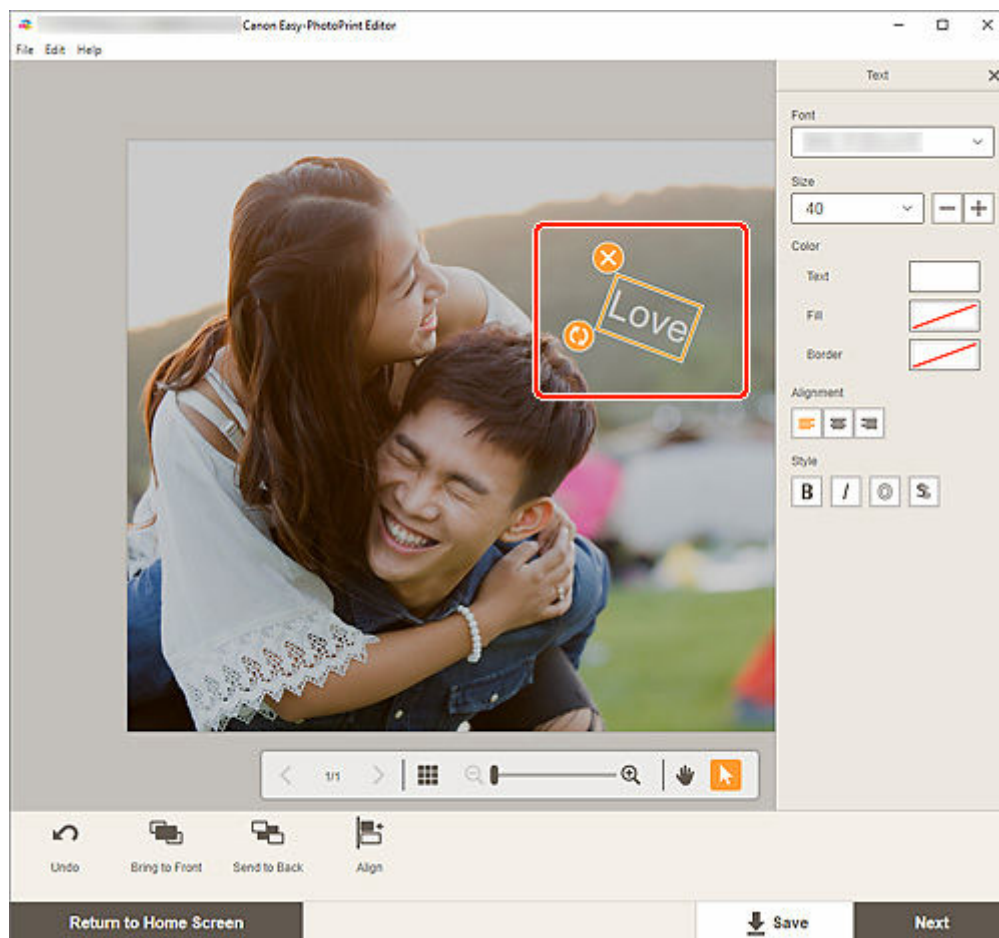 Canon Easy-PhotoPrint Editor
File Edit Help
Text
Font
Size
40
Color
Text
Fill
Border
Alignment
Style
B I O S
Love
1/1
Undo Bring to Front Send to Back Align
Return to Home Screen Save Next